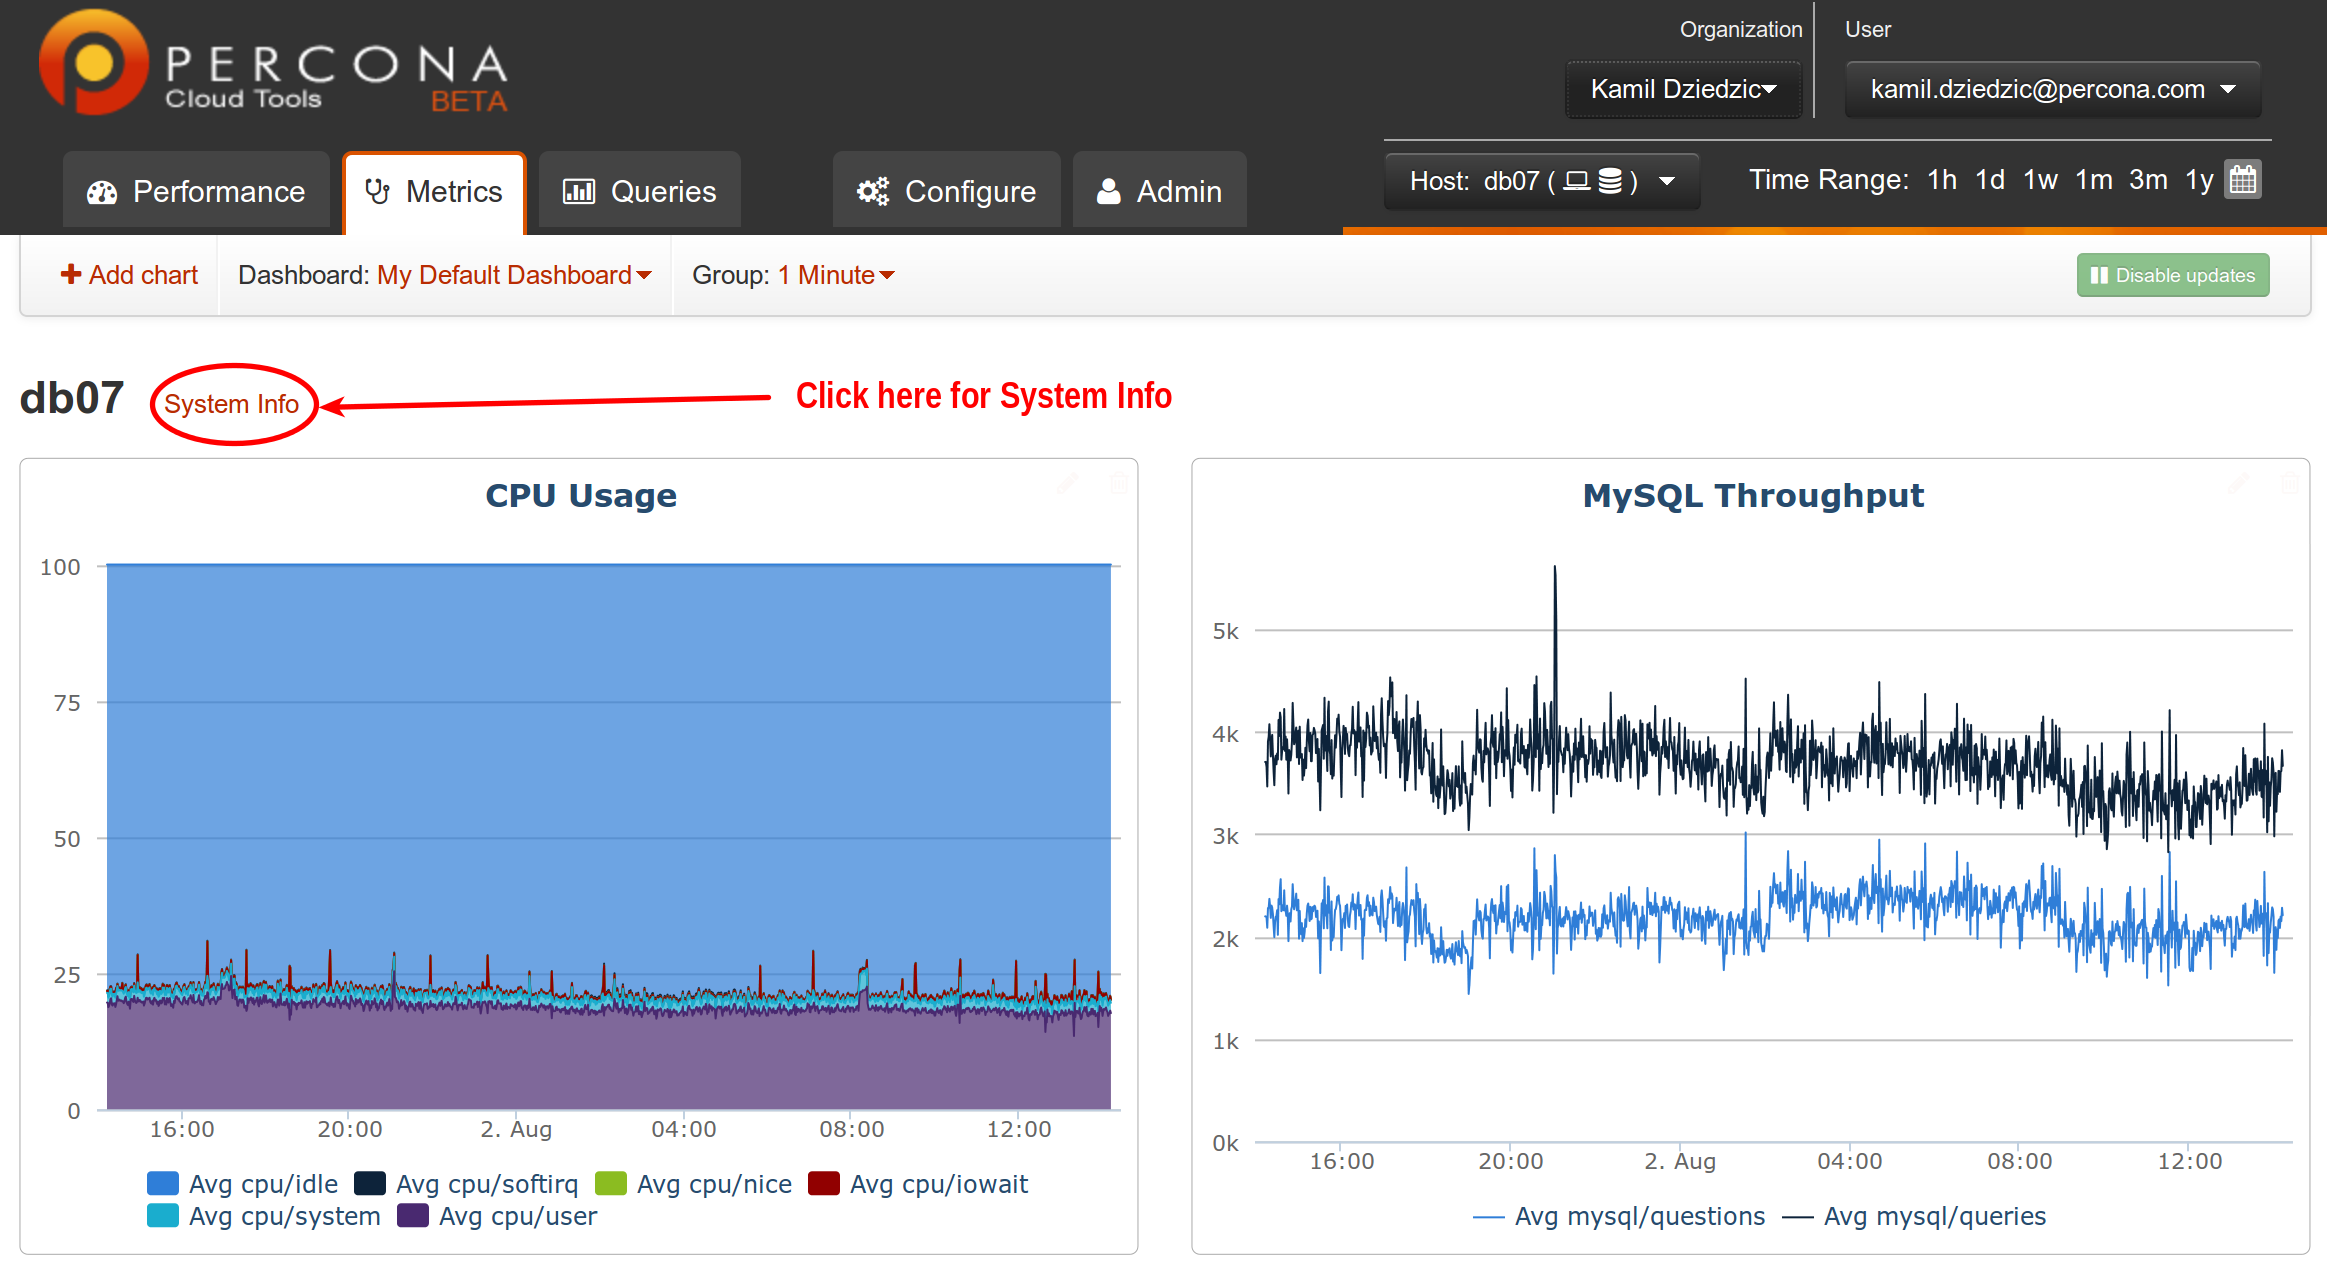 PERCONA
Cloud Tools
BETA
Organization
User
Kamil Dziedzic
kamil.dziedzic@percona.com
Performance
Metrics
Queries
Configure
Admin
Host: db07 ( )
Time Range: 1h 1d 1w 1m 3m 1y
Add chart
Dashboard: My Default Dashboard
Group: 1 Minute
Disable updates
db07
System Info
Click here for System Info
CPU Usage
100
75
50
25
0
16:00 20:00 2. Aug 04:00 08:00 12:00
Avg cpu/idle Avg cpu/softirq Avg cpu/nice Avg cpu/iowait
Avg cpu/system Avg cpu/user
MySQL Throughput
5k
4k
3k
2k
1k
0k
16:00 20:00 2. Aug 04:00 08:00 12:00
Avg mysql/questions Avg mysql/queries